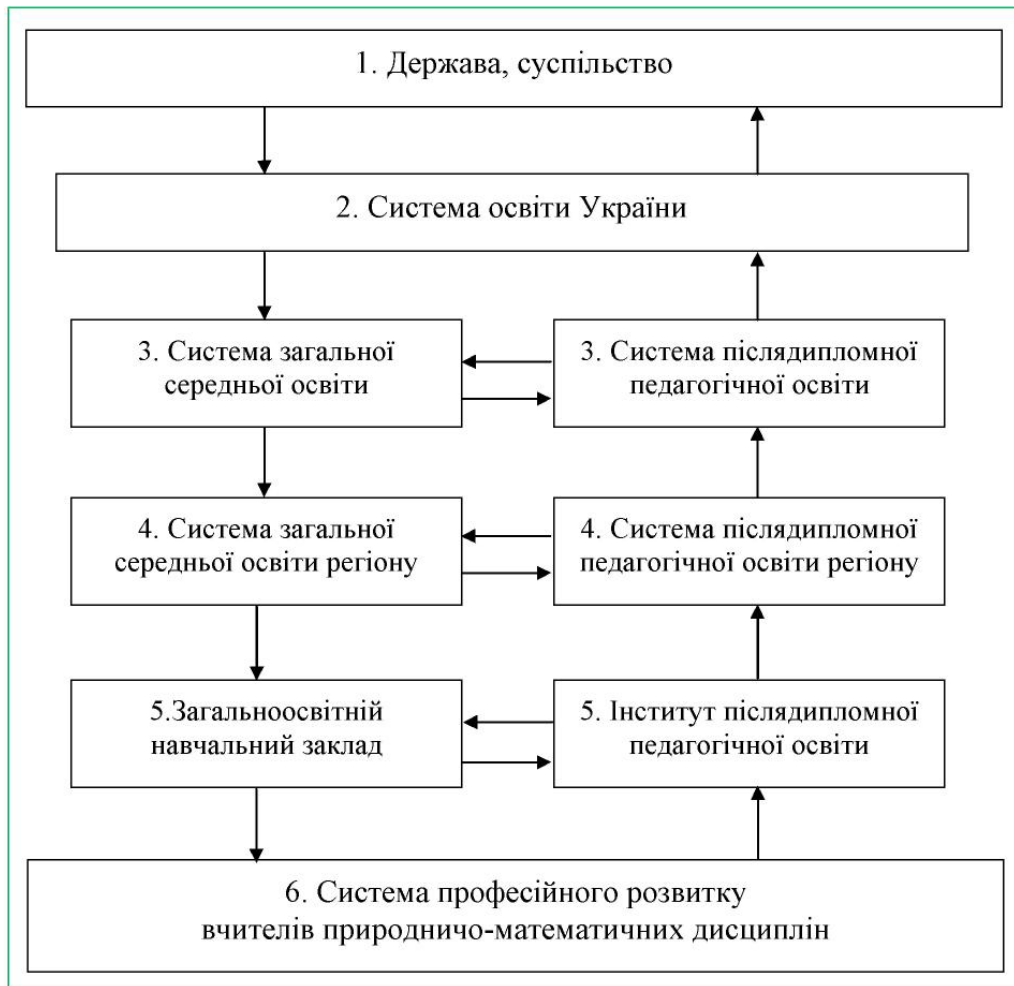 1. Держава, суспільство
2. Система освіти України
3. Система загальної
середньої освіти
3. Система післядипломної
педагогічної освіти
4. Система загальної
середньої освіти регіону
4. Система післядипломної
педагогічної освіти регіону
5.Загальноосвітній
навчальний заклад
5. Інститут післядипломної
педагогічної освіти
6. Система професійного розвитку
вчителів природничо-математичних дисциплін